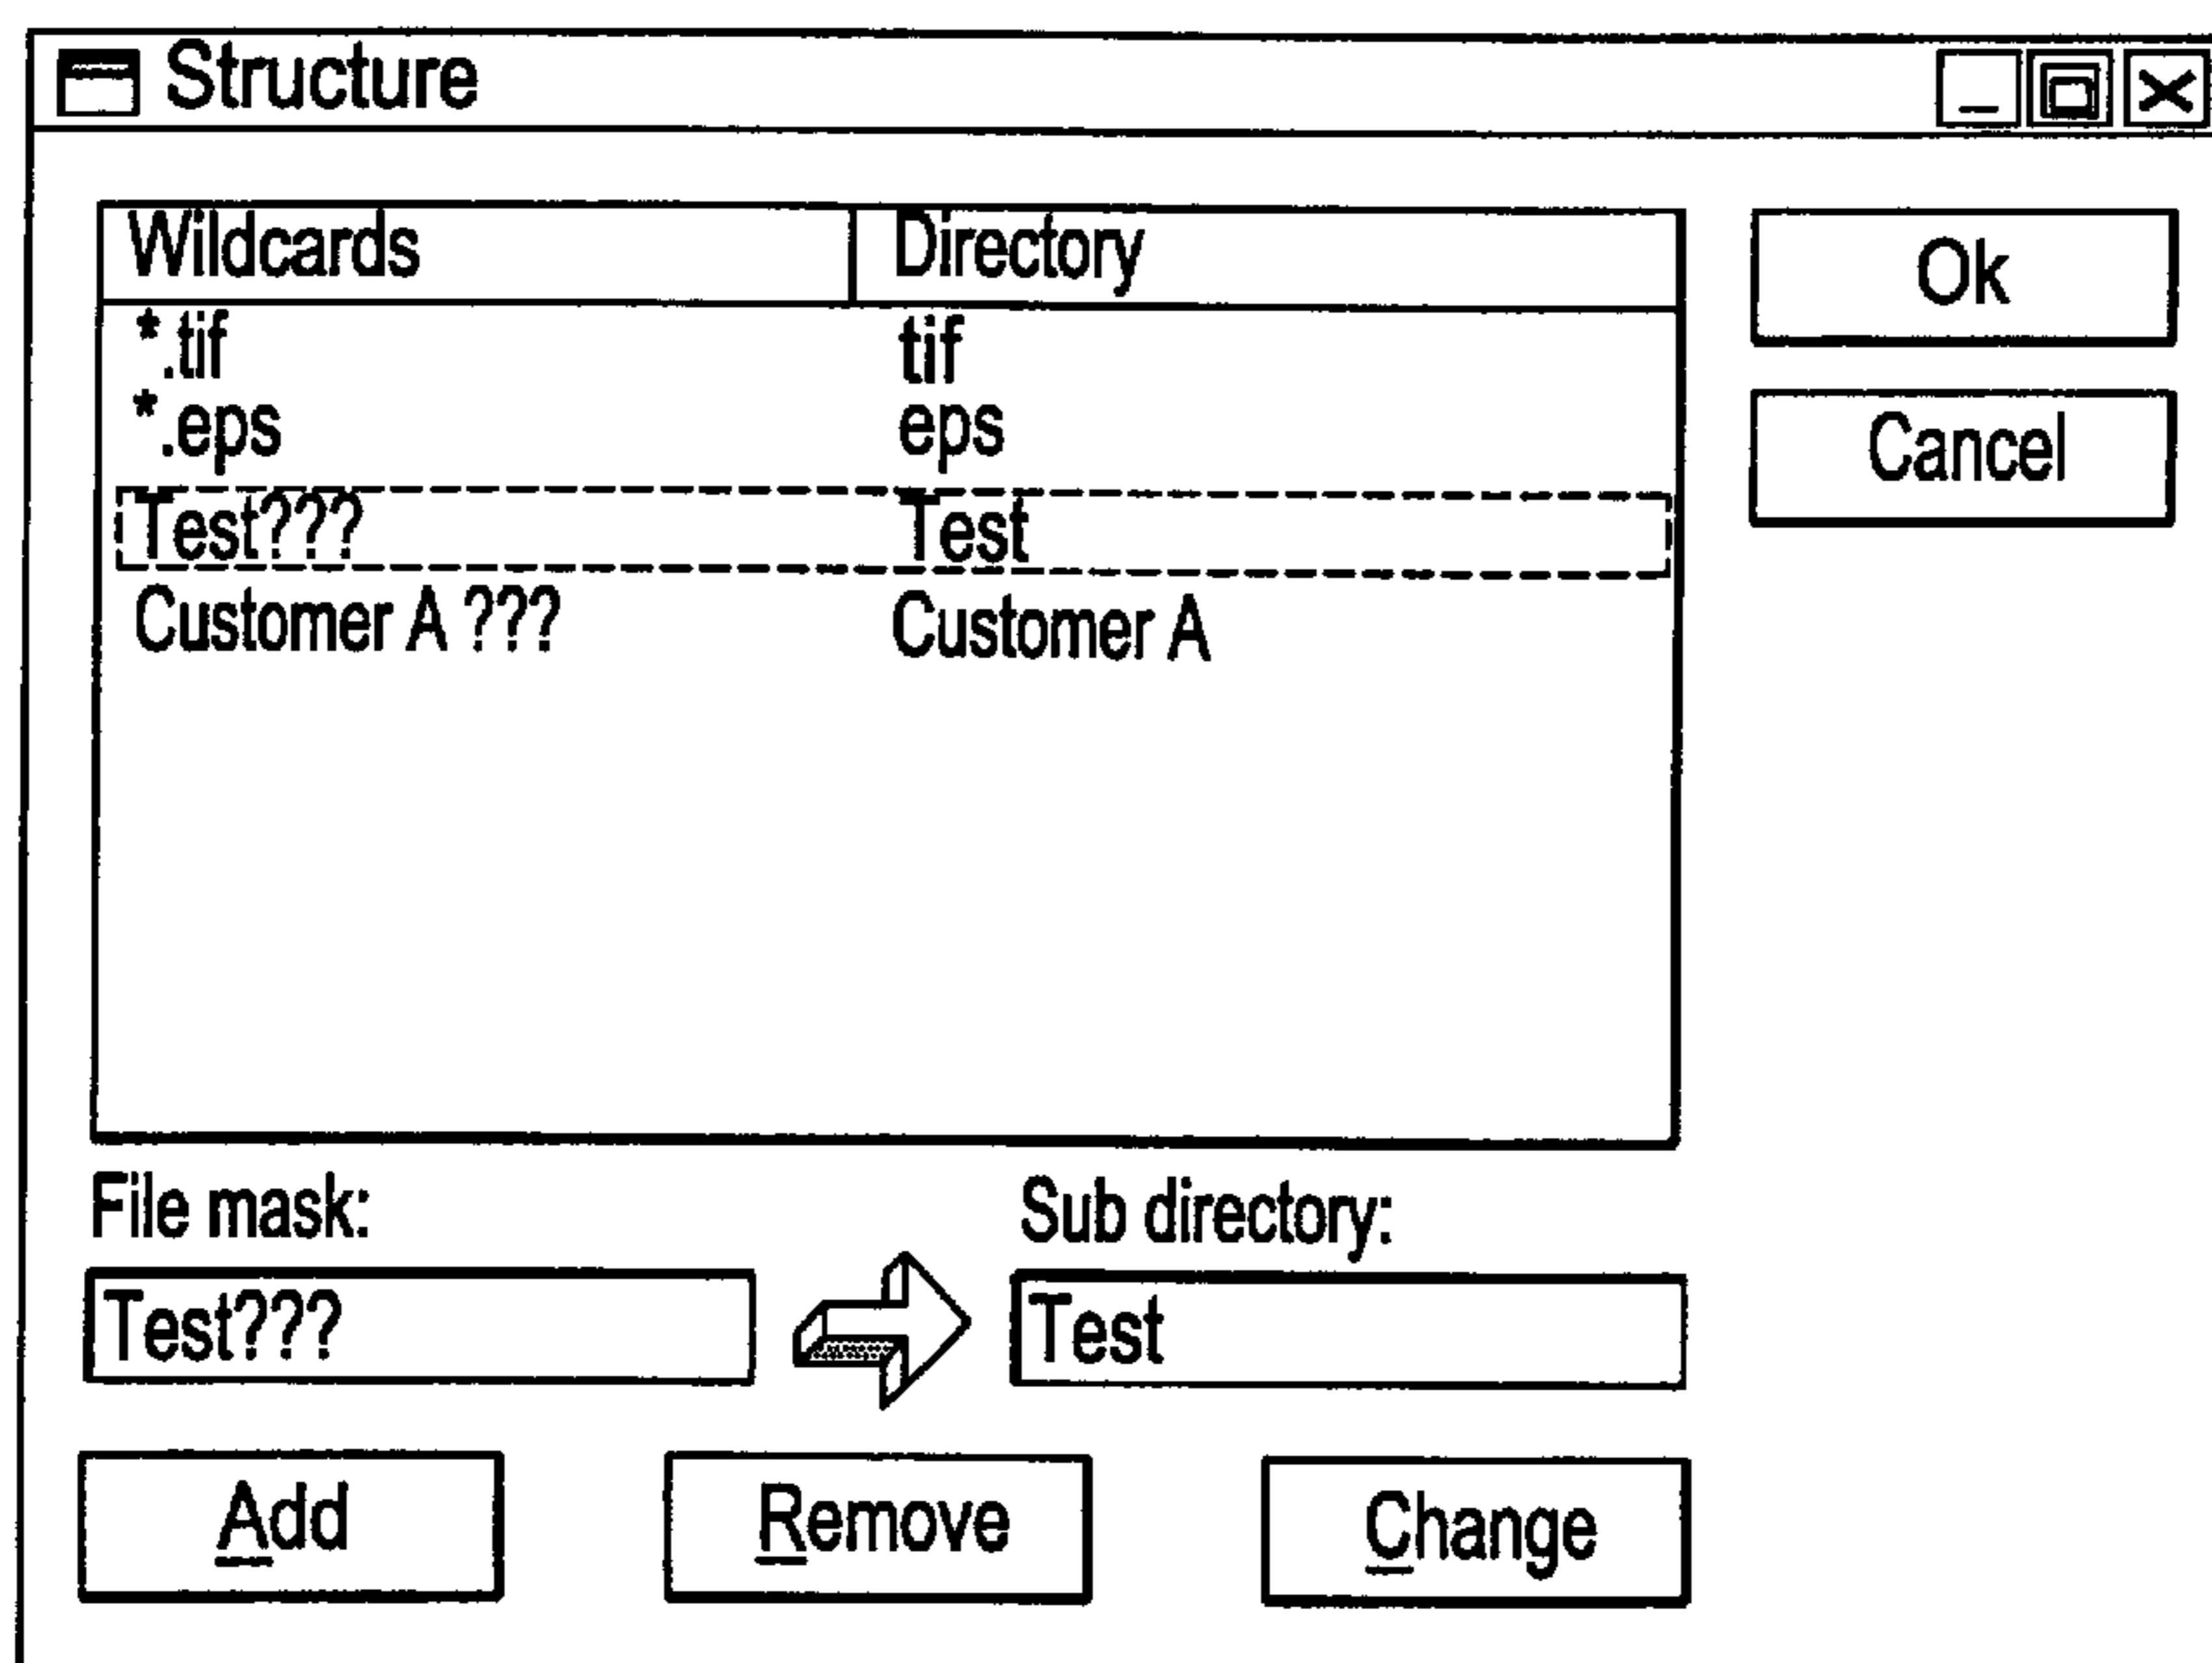 Structure
Wildcards Directory
*.tif tif
*.eps eps
Test??? Test
Customer A ??? Customer A
Ok
Cancel
File mask: Sub directory:
Test??? Test
Add Remove Change